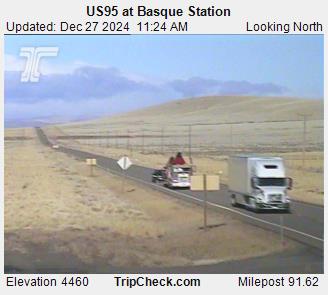 US95 at Basque Station
Updated: Dec 27 2024 11:24 AM Looking North
Elevation 4460 TripCheck.com Milepost 91.62